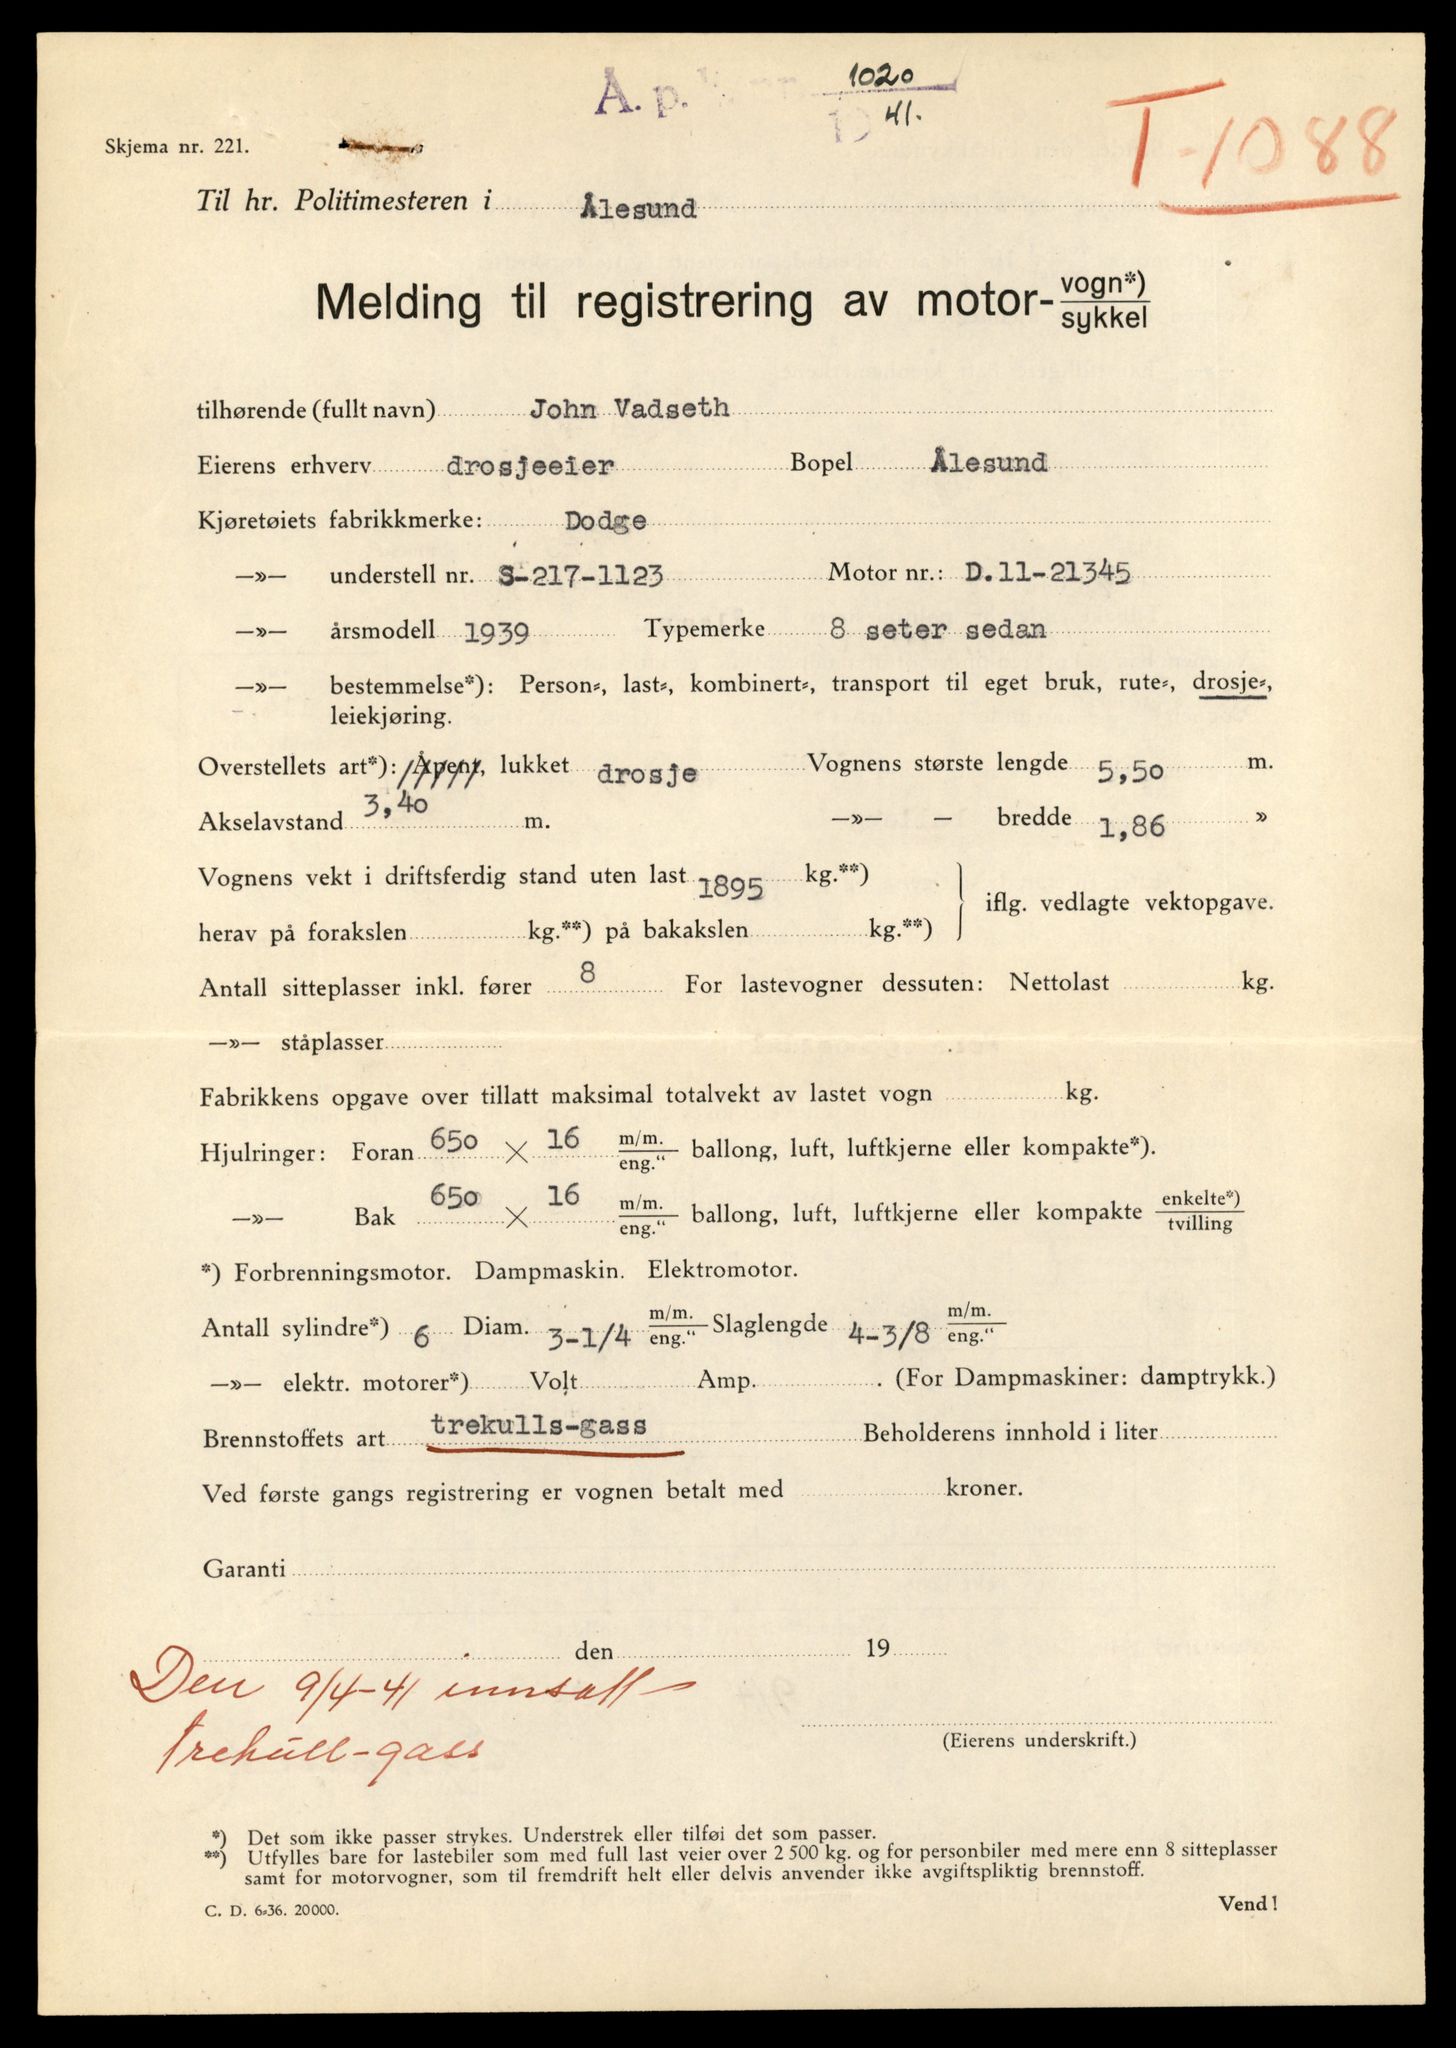 A. p. 1020
41.
T-1088
Skjema nr. 221.
Til hr. Politimesteren i Ålesund
Melding til registrering av motor- vogn*)
sykkel
tilhørende (fullt navn) John Vadseth
Eierens erhverv drosjeeier Bopel Ålesund
Kjøretøiets fabrikkmerke: Dodge
—»— understell nr. S-217-1123 Motor nr.: D.11-21345
—»— årsmodell 1939 Typemerke 8 seter sedan
—»— bestemmelse*): Person-, last-, kombinert-, transport til eget bruk, rute-, drosje-,
leiekjøring.
Overstellets art*): Åpent, lukket drosje Vognens største lengde 5,50 m.
Akselavstand 3,40 m. —»— — bredde 1,86 »
Vognens vekt i driftsferdig stand uten last 1895 kg.**)
herav på forakslen kg.**) på bakakslen kg.**)
iflg. vedlagte vektopgave.
Antall sitteplasser inkl. fører 8 For lastevogner dessuten: Nettolast kg.
—»— ståplasser
Fabrikkens opgave over tillatt maksimal totalvekt av lastet vogn kg.
Hjulringer: Foran 650 × 16 m/m. eng." ballong, luft, luftkjerne eller kompakte*).
—»— Bak 650 × 16 m/m. eng." ballong, luft, luftkjerne eller kompakte enkelte*) tvilling
*) Forbrenningsmotor. Dampmaskin. Elektromotor.
Antall sylindre*) 6 Diam. 3-1/4 m/m. eng." Slaglengde 4-3/8 m/m. eng."
—»— elektr. motorer*) Volt Amp. . (For Dampmaskiner: damptrykk.)
Brennstoffets art trekulls-gass Beholderens innhold i liter
Ved første gangs registrering er vognen betalt med kroner.
Garanti
den 19
Den 9/4-41 innsatt
trekull-gass
(Eierens underskrift.)
*) Det som ikke passer strykes. Understrek eller tilføi det som passer.
**) Utfylles bare for lastebiler som med full last veier over 2 500 kg. og for personbiler med mere enn 8 sitteplasser
samt for motorvogner, som til fremdrift helt eller delvis anvender ikke avgiftspliktig brennstoff.
C. D. 6-36. 20000.
Vend!